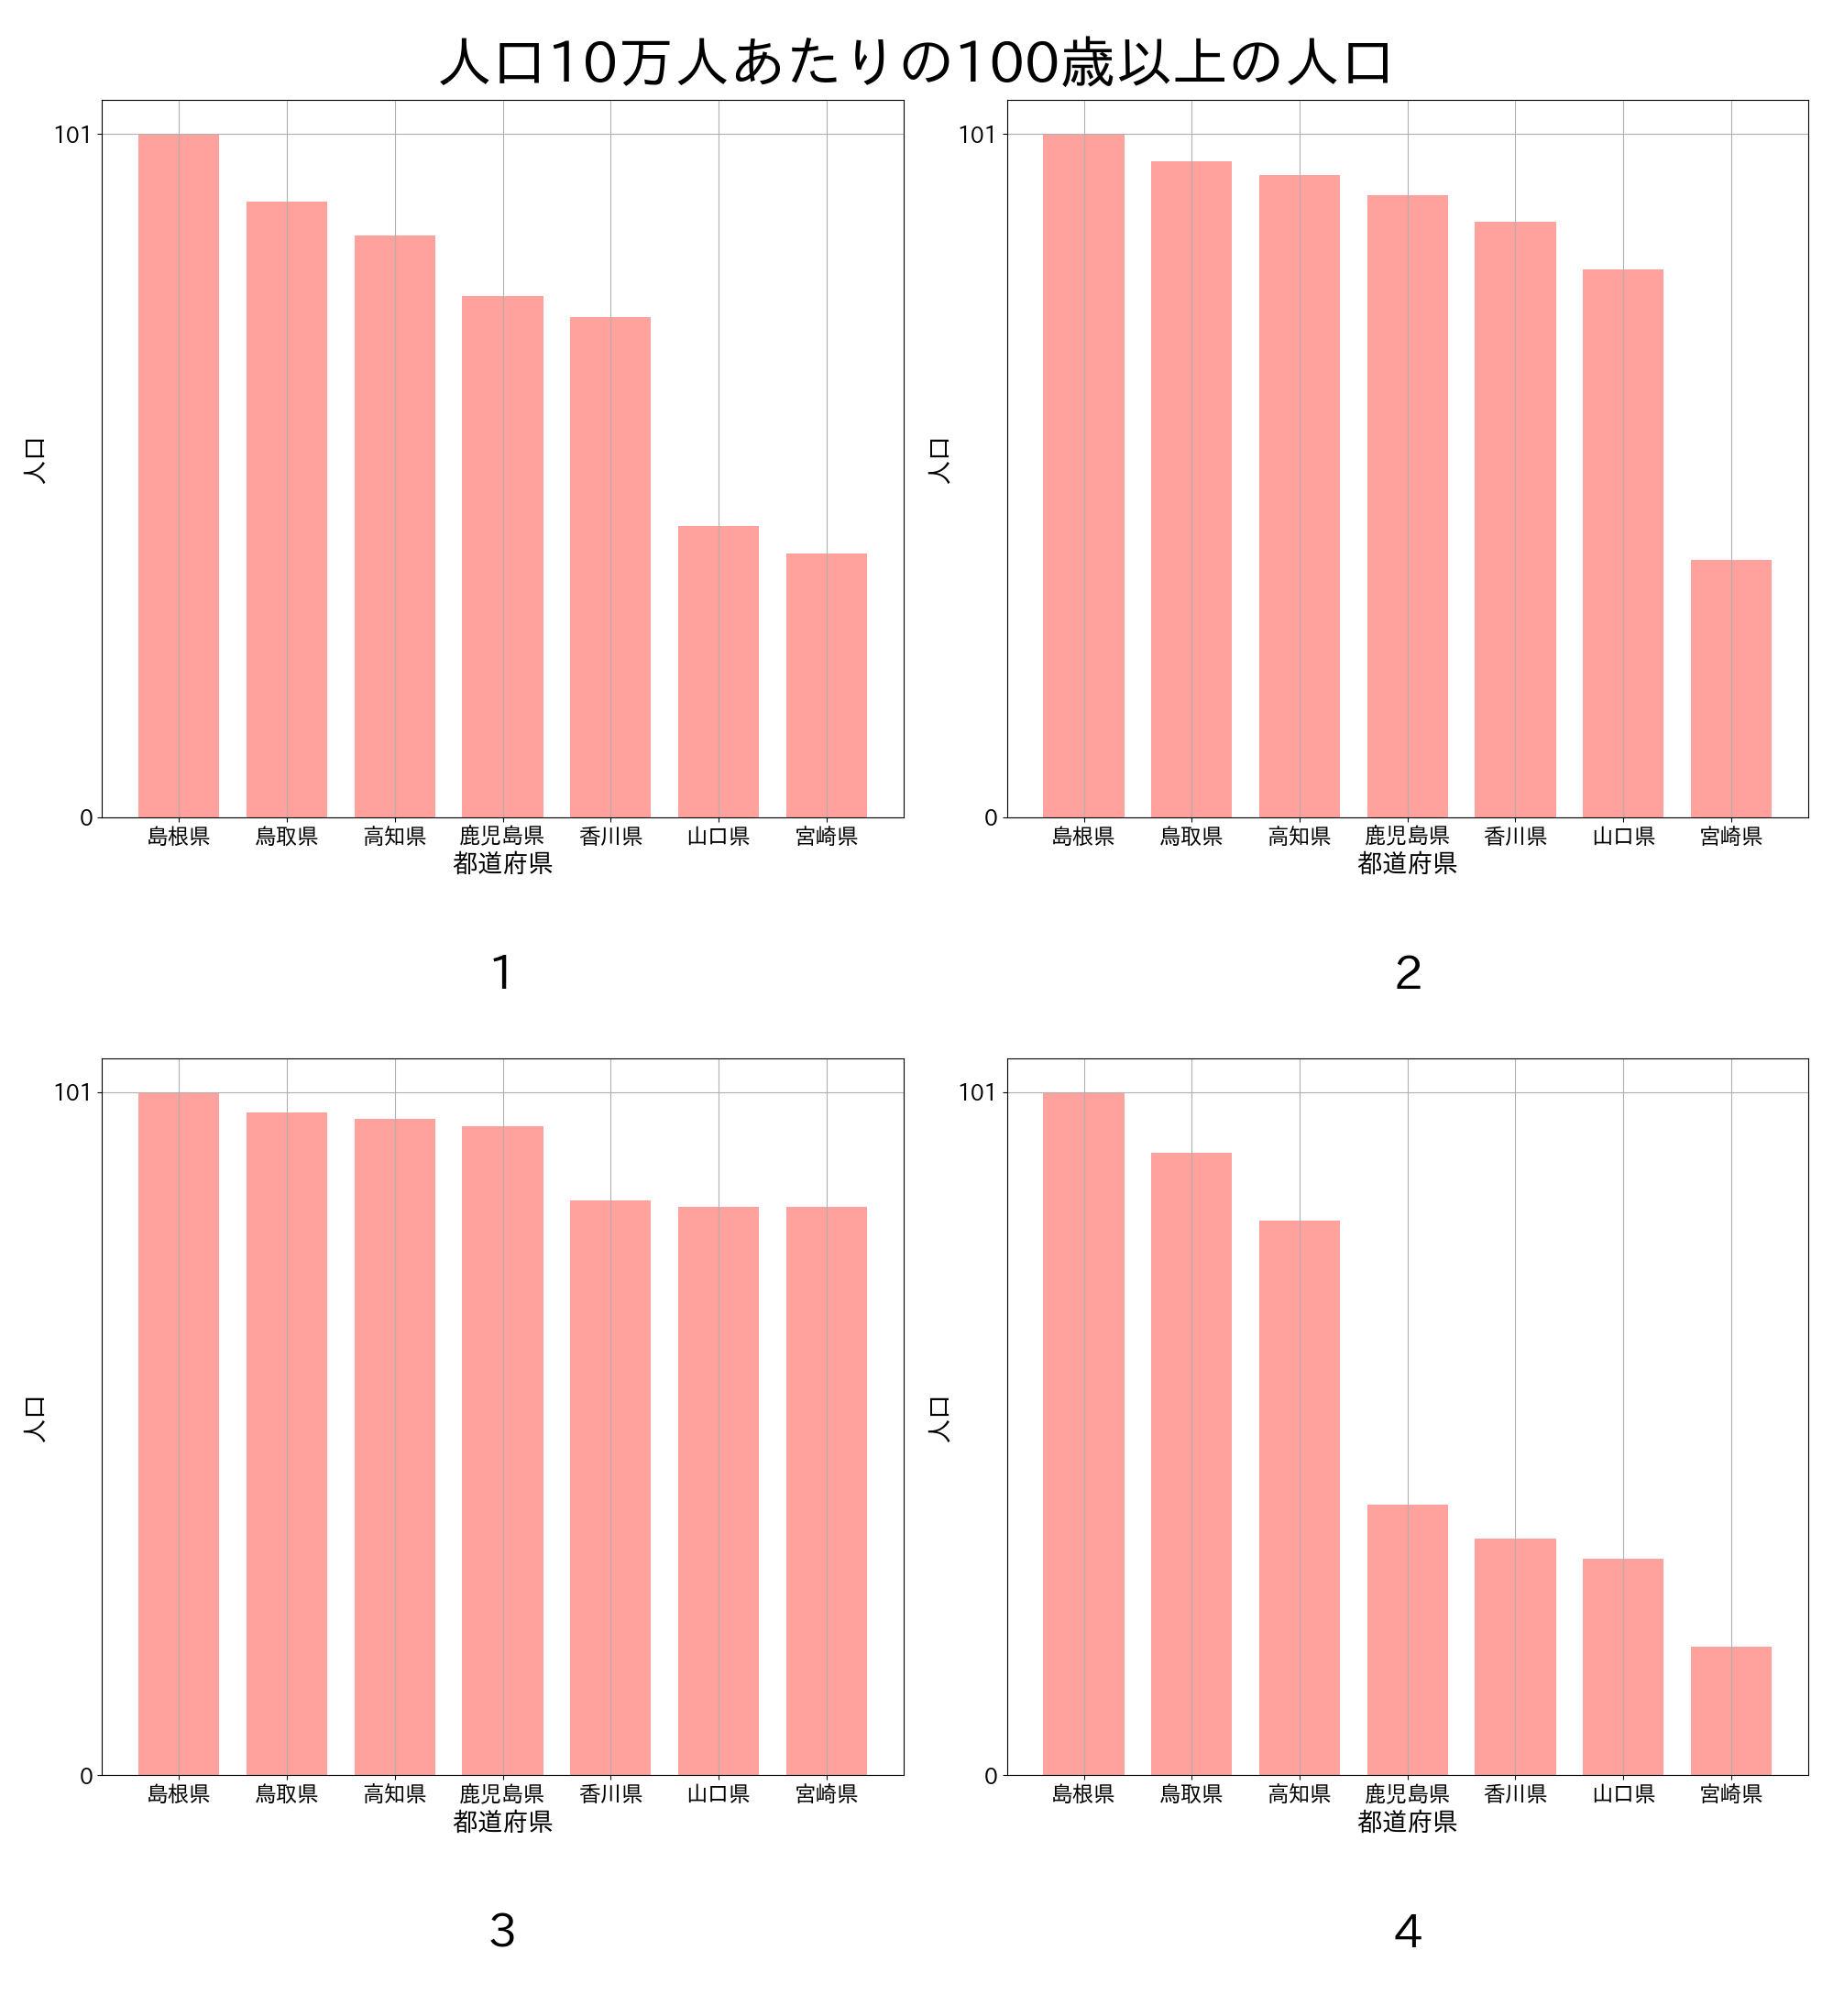 人口10万人あたりの100歳以上の人口
101
0
人口
島根県 鳥取県 高知県 鹿児島県 香川県 山口県 宮崎県
都道府県
1
101
0
人口
島根県 鳥取県 高知県 鹿児島県 香川県 山口県 宮崎県
都道府県
2
101
0
人口
島根県 鳥取県 高知県 鹿児島県 香川県 山口県 宮崎県
都道府県
3
101
0
人口
島根県 鳥取県 高知県 鹿児島県 香川県 山口県 宮崎県
都道府県
4